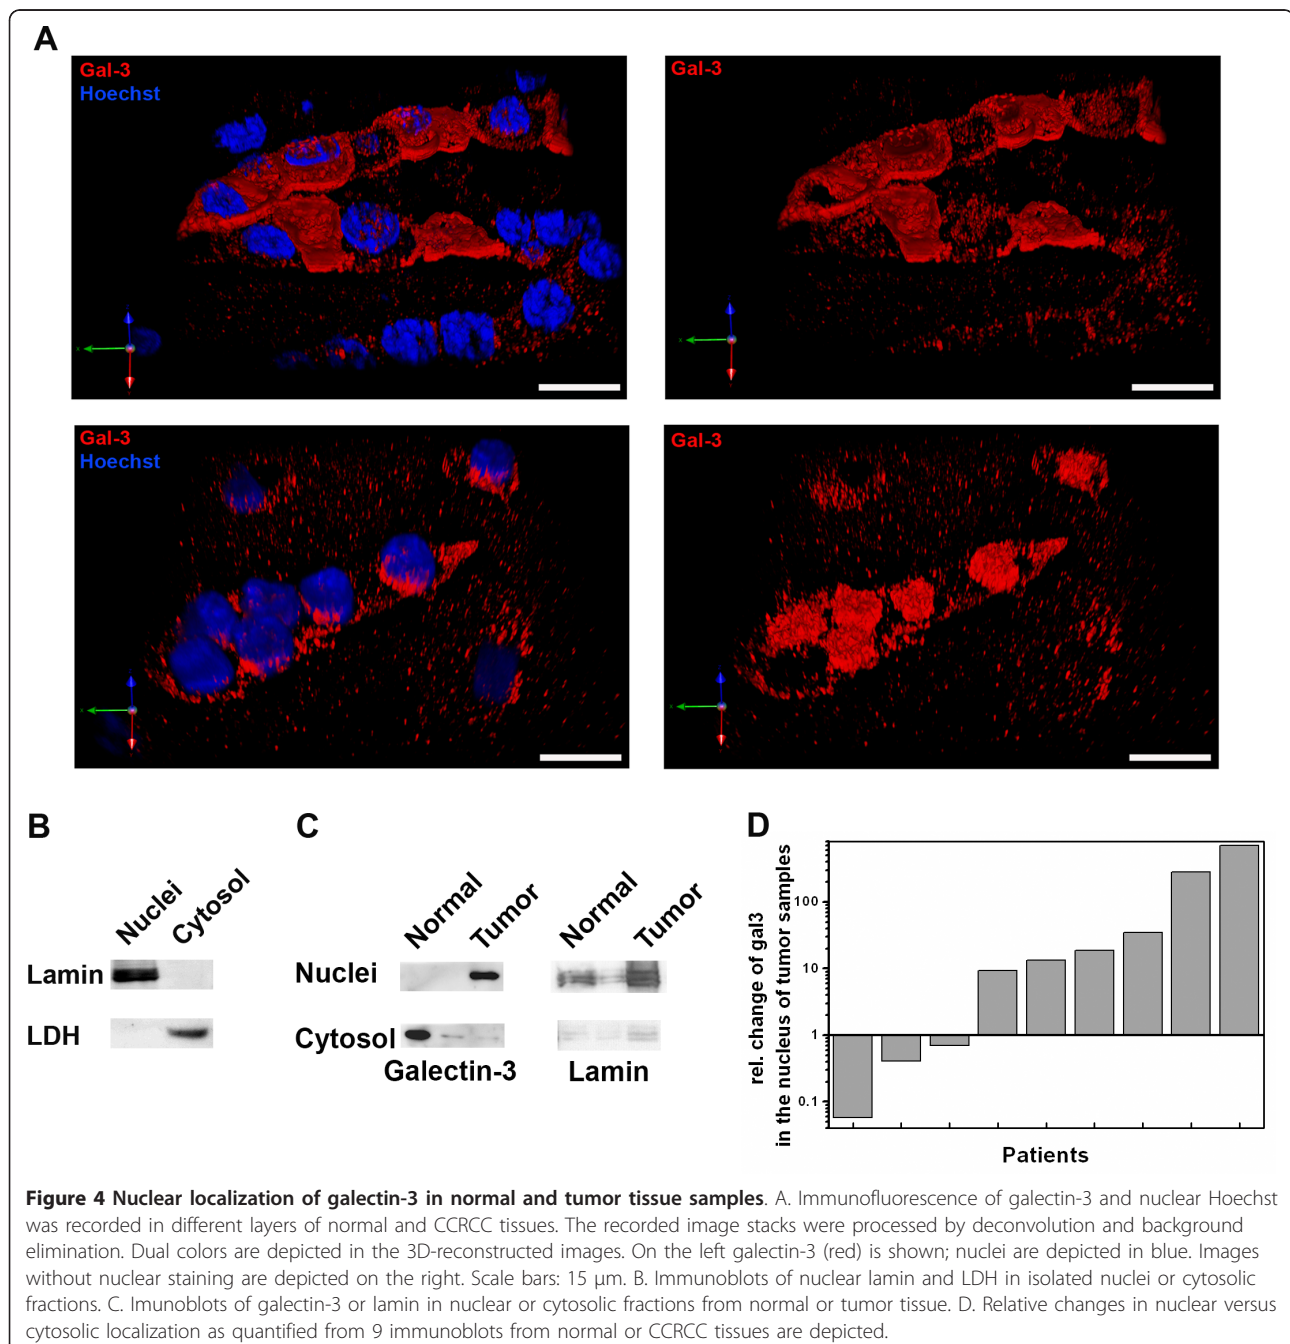 A
Gal-3
Hoechst
Gal-3
Gal-3
Hoechst
Gal-3
B
Nuclei
Cytosol
Lamin
LDH
C
Normal
Tumor
Normal
Tumor
Nuclei
Cytosol
Galectin-3
Lamin
D
rel. change of gal3
in the nucleus of tumor samples
100
10
1
0.1
Patients
Figure 4 Nuclear localization of galectin-3 in normal and tumor tissue samples. A. Immunofluorescence of galectin-3 and nuclear Hoechst
was recorded in different layers of normal and CCRCC tissues. The recorded image stacks were processed by deconvolution and background
elimination. Dual colors are depicted in the 3D-reconstructed images. On the left galectin-3 (red) is shown; nuclei are depicted in blue. Images
without nuclear staining are depicted on the right. Scale bars: 15 μm. B. Immunoblots of nuclear lamin and LDH in isolated nuclei or cytosolic
fractions. C. Imunoblots of galectin-3 or lamin in nuclear or cytosolic fractions from normal or tumor tissue. D. Relative changes in nuclear versus
cytosolic localization as quantified from 9 immunoblots from normal or CCRCC tissues are depicted.